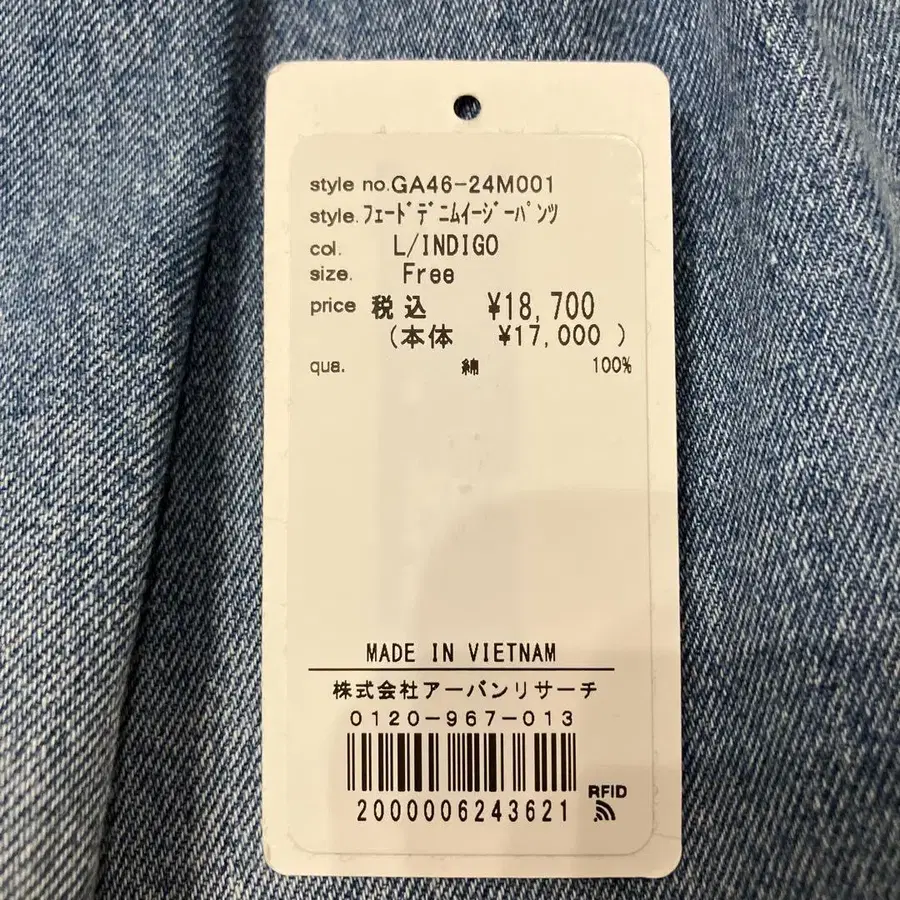 style no.GA46-24M001
style.ﾌｪｰﾄﾞﾃﾞﾆﾑｲｰｼﾞｰﾊﾟﾝﾂ
col. L/INDIGO
size. Free
price 税込 ¥18,700
(本体 ¥17,000 )
qua. 綿 100%
MADE IN VIETNAM
株式会社アーバンリサーチ
0120-967-013
RFID
2000006243621